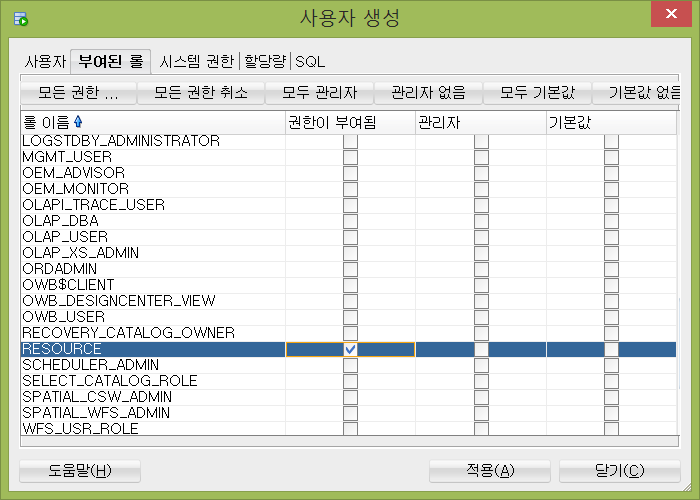 사용자 생성
사용자 부여된 롤 시스템 권한 할당량 SQL
모든 권한 ... 모든 권한 취소 모두 관리자 관리자 없음 모두 기본값 기본값 없음
롤 이름 권한이 부여됨 관리자 기본값
LOGSTDBY_ADMINISTRATOR
MGMT_USER
OEM_ADVISOR
OEM_MONITOR
OLAPI_TRACE_USER
OLAP_DBA
OLAP_USER
OLAP_XS_ADMIN
ORDADMIN
OWB$CLIENT
OWB_DESIGNCENTER_VIEW
OWB_USER
RECOVERY_CATALOG_OWNER
RESOURCE
SCHEDULER_ADMIN
SELECT_CATALOG_ROLE
SPATIAL_CSW_ADMIN
SPATIAL_WFS_ADMIN
WFS_USR_ROLE
도움말(H) 적용(A) 닫기(C)